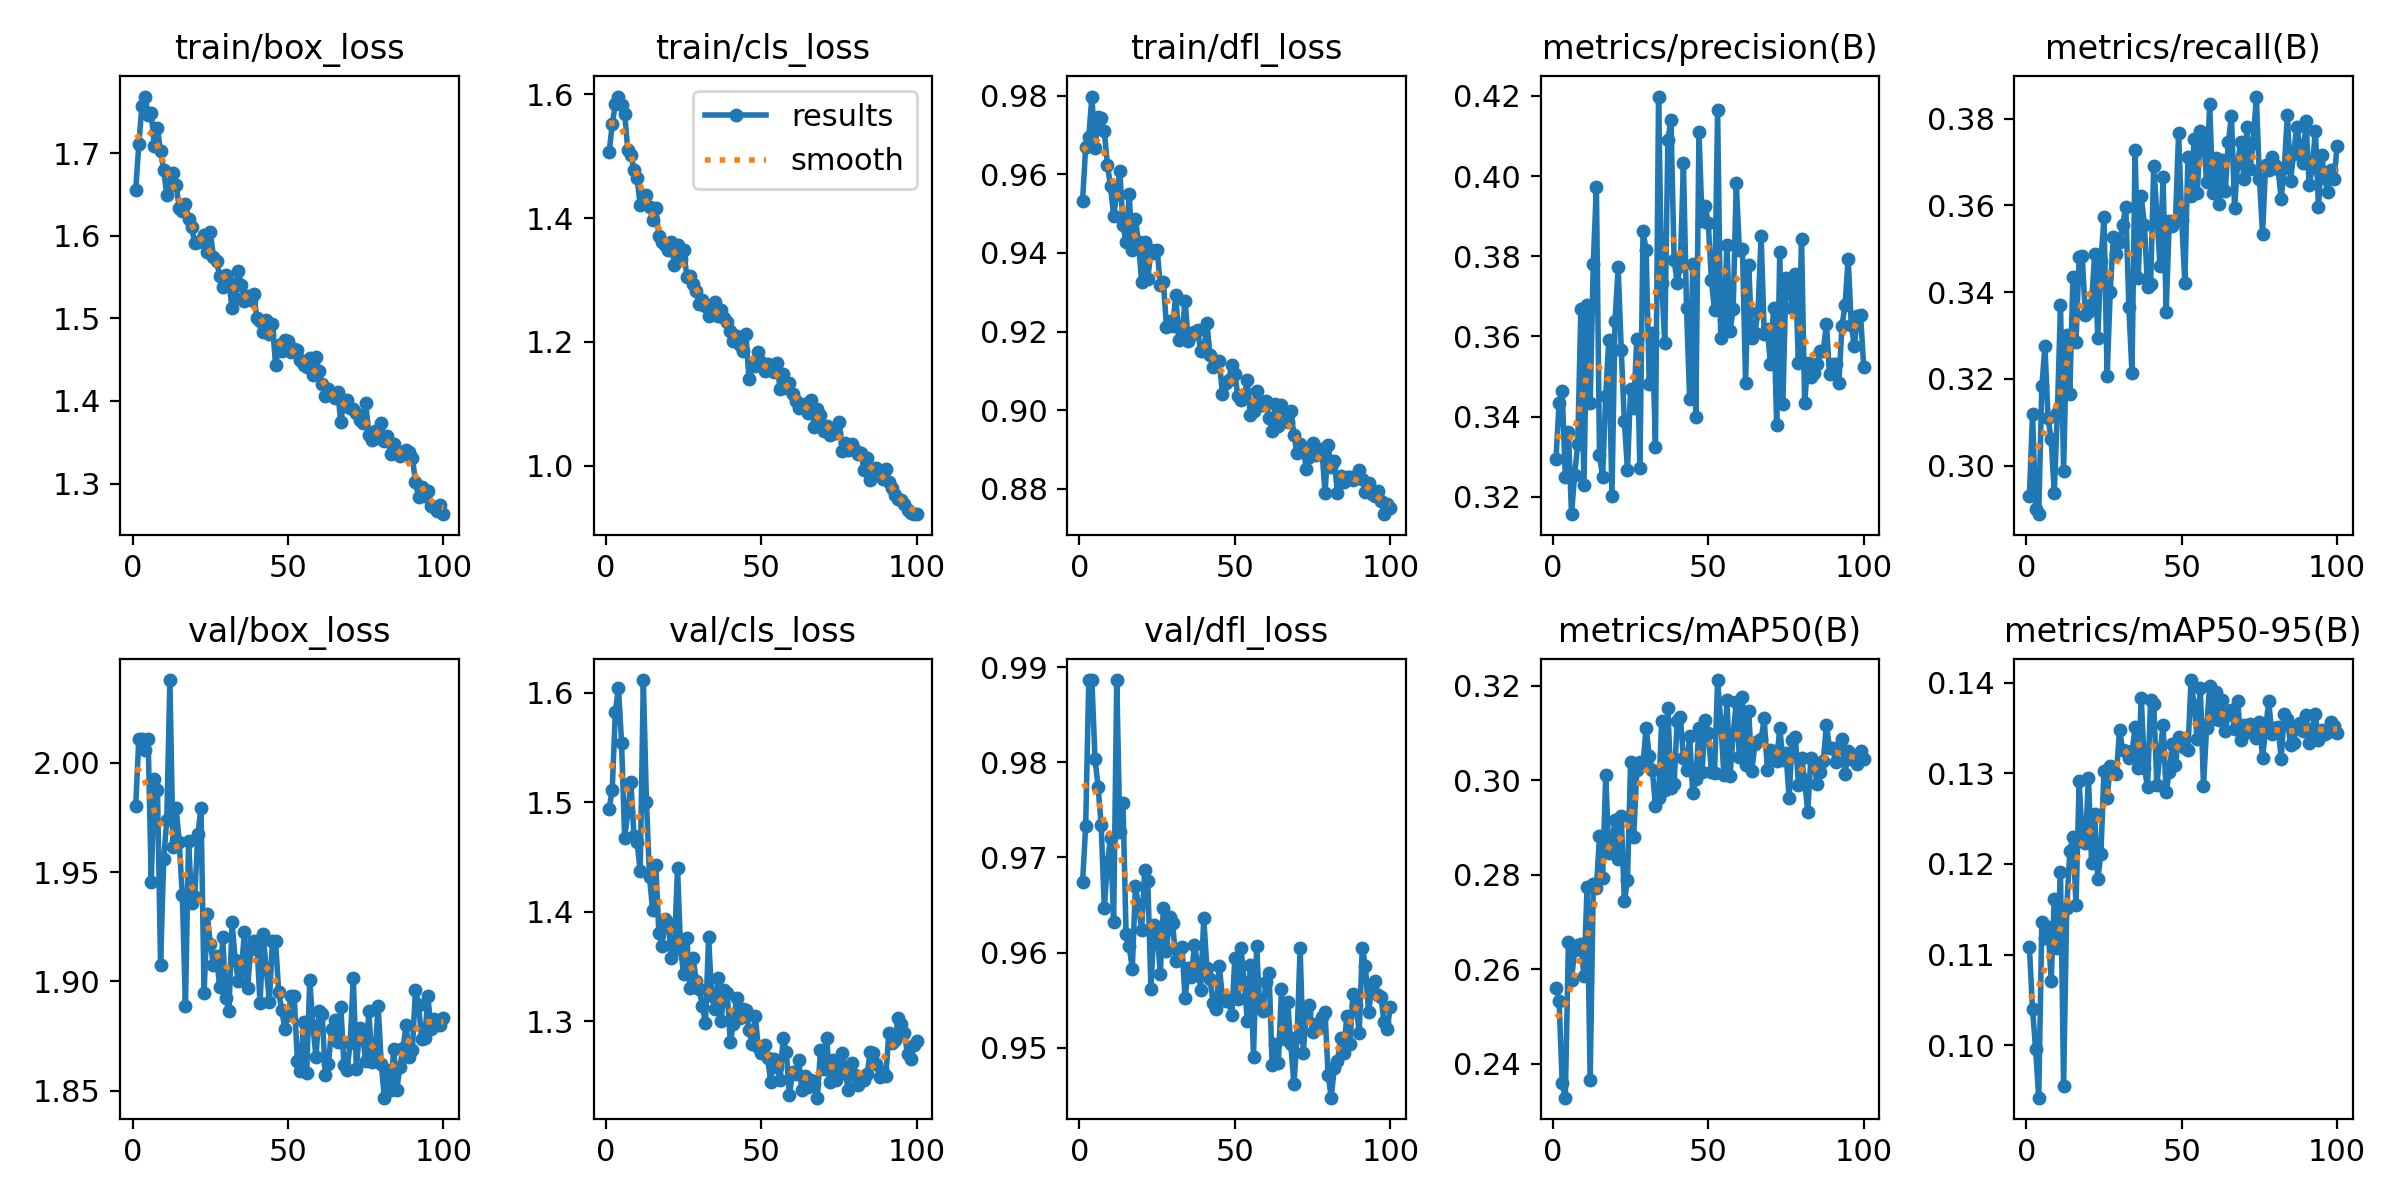 train/box_loss
train/cls_loss
train/dfl_loss
metrics/precision(B)
metrics/recall(B)
1.7
1.6
1.5
1.4
1.3
0 50 100
1.6
1.4
1.2
1.0
0 50 100
results
smooth
0.98
0.96
0.94
0.92
0.90
0.88
0 50 100
0.42
0.40
0.38
0.36
0.34
0.32
0 50 100
0.38
0.36
0.34
0.32
0.30
0 50 100
val/box_loss
val/cls_loss
val/dfl_loss
metrics/mAP50(B)
metrics/mAP50-95(B)
2.00
1.95
1.90
1.85
0 50 100
1.6
1.5
1.4
1.3
0 50 100
0.99
0.98
0.97
0.96
0.95
0 50 100
0.32
0.30
0.28
0.26
0.24
0 50 100
0.14
0.13
0.12
0.11
0.10
0 50 100